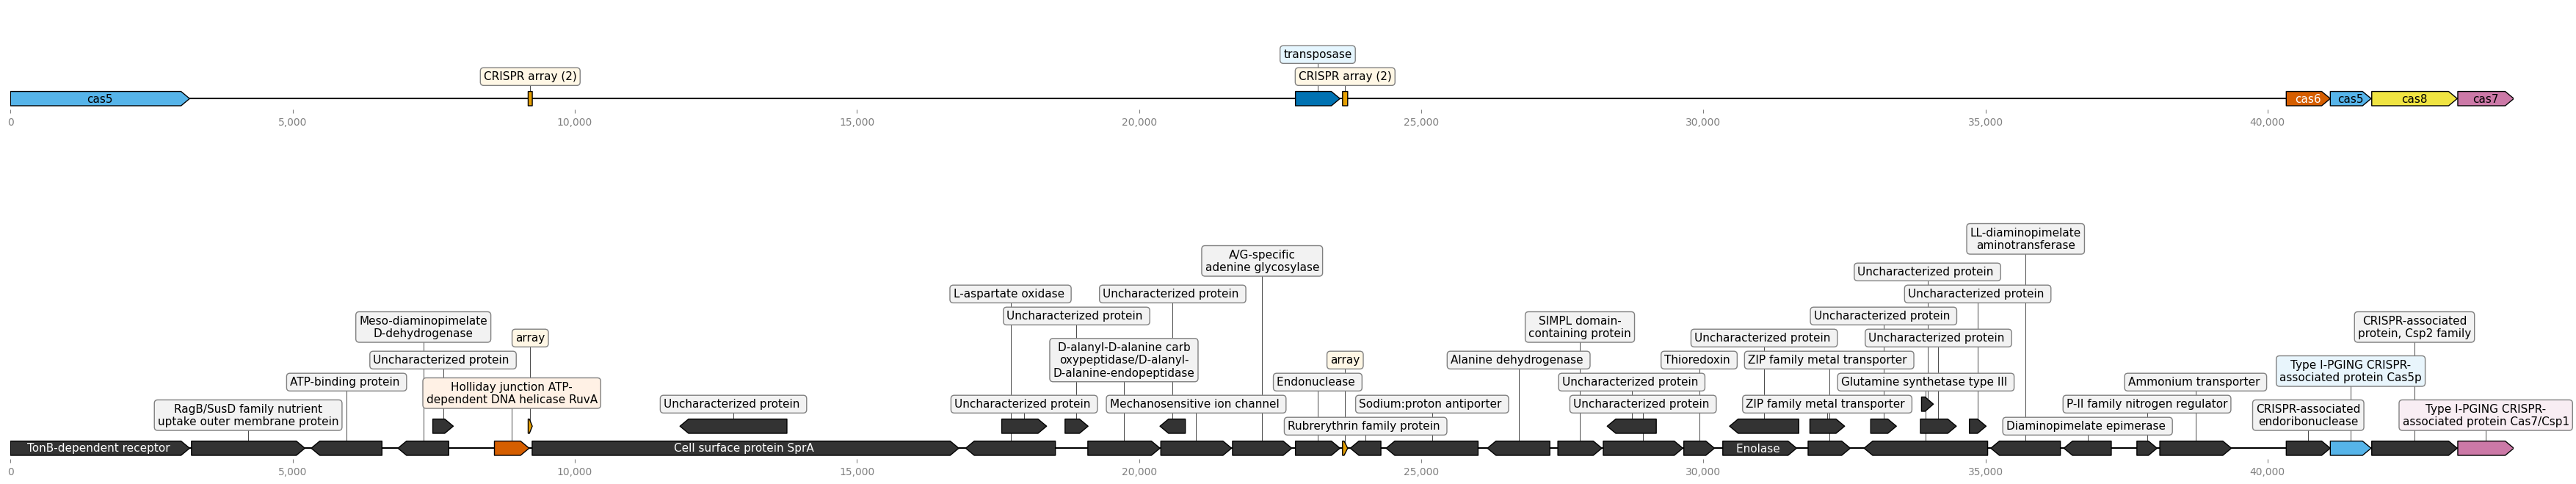 transposase
CRISPR array (2)
CRISPR array (2)
cas5
cas6
cas5
cas8
cas7
0
5,000
10,000
15,000
20,000
25,000
30,000
35,000
40,000
LL-diaminopimelate
aminotransferase
A/G-specific
adenine glycosylase
Uncharacterized protein
L-aspartate oxidase
Uncharacterized protein
Uncharacterized protein
Uncharacterized protein
Uncharacterized protein
Meso-diaminopimelate
D-dehydrogenase
SIMPL domain-
containing protein
CRISPR-associated
protein, Csp2 family
array
Uncharacterized protein
Uncharacterized protein
Uncharacterized protein
D-alanyl-D-alanine carb
oxypeptidase/D-alanyl-
D-alanine-endopeptidase
array
Alanine dehydrogenase
Thioredoxin
ZIP family metal transporter
Type I-PGING CRISPR-
associated protein Cas5p
ATP-binding protein
Holliday junction ATP-
dependent DNA helicase RuvA
Endonuclease
Uncharacterized protein
Glutamine synthetase type III
Ammonium transporter
RagB/SusD family nutrient
uptake outer membrane protein
Uncharacterized protein
Uncharacterized protein
Mechanosensitive ion channel
Sodium:proton antiporter
Uncharacterized protein
ZIP family metal transporter
P-II family nitrogen regulator
CRISPR-associated
endoribonuclease
Type I-PGING CRISPR-
associated protein Cas7/Csp1
Rubrerythrin family protein
Diaminopimelate epimerase
TonB-dependent receptor
Cell surface protein SprA
Enolase
0
5,000
10,000
15,000
20,000
25,000
30,000
35,000
40,000